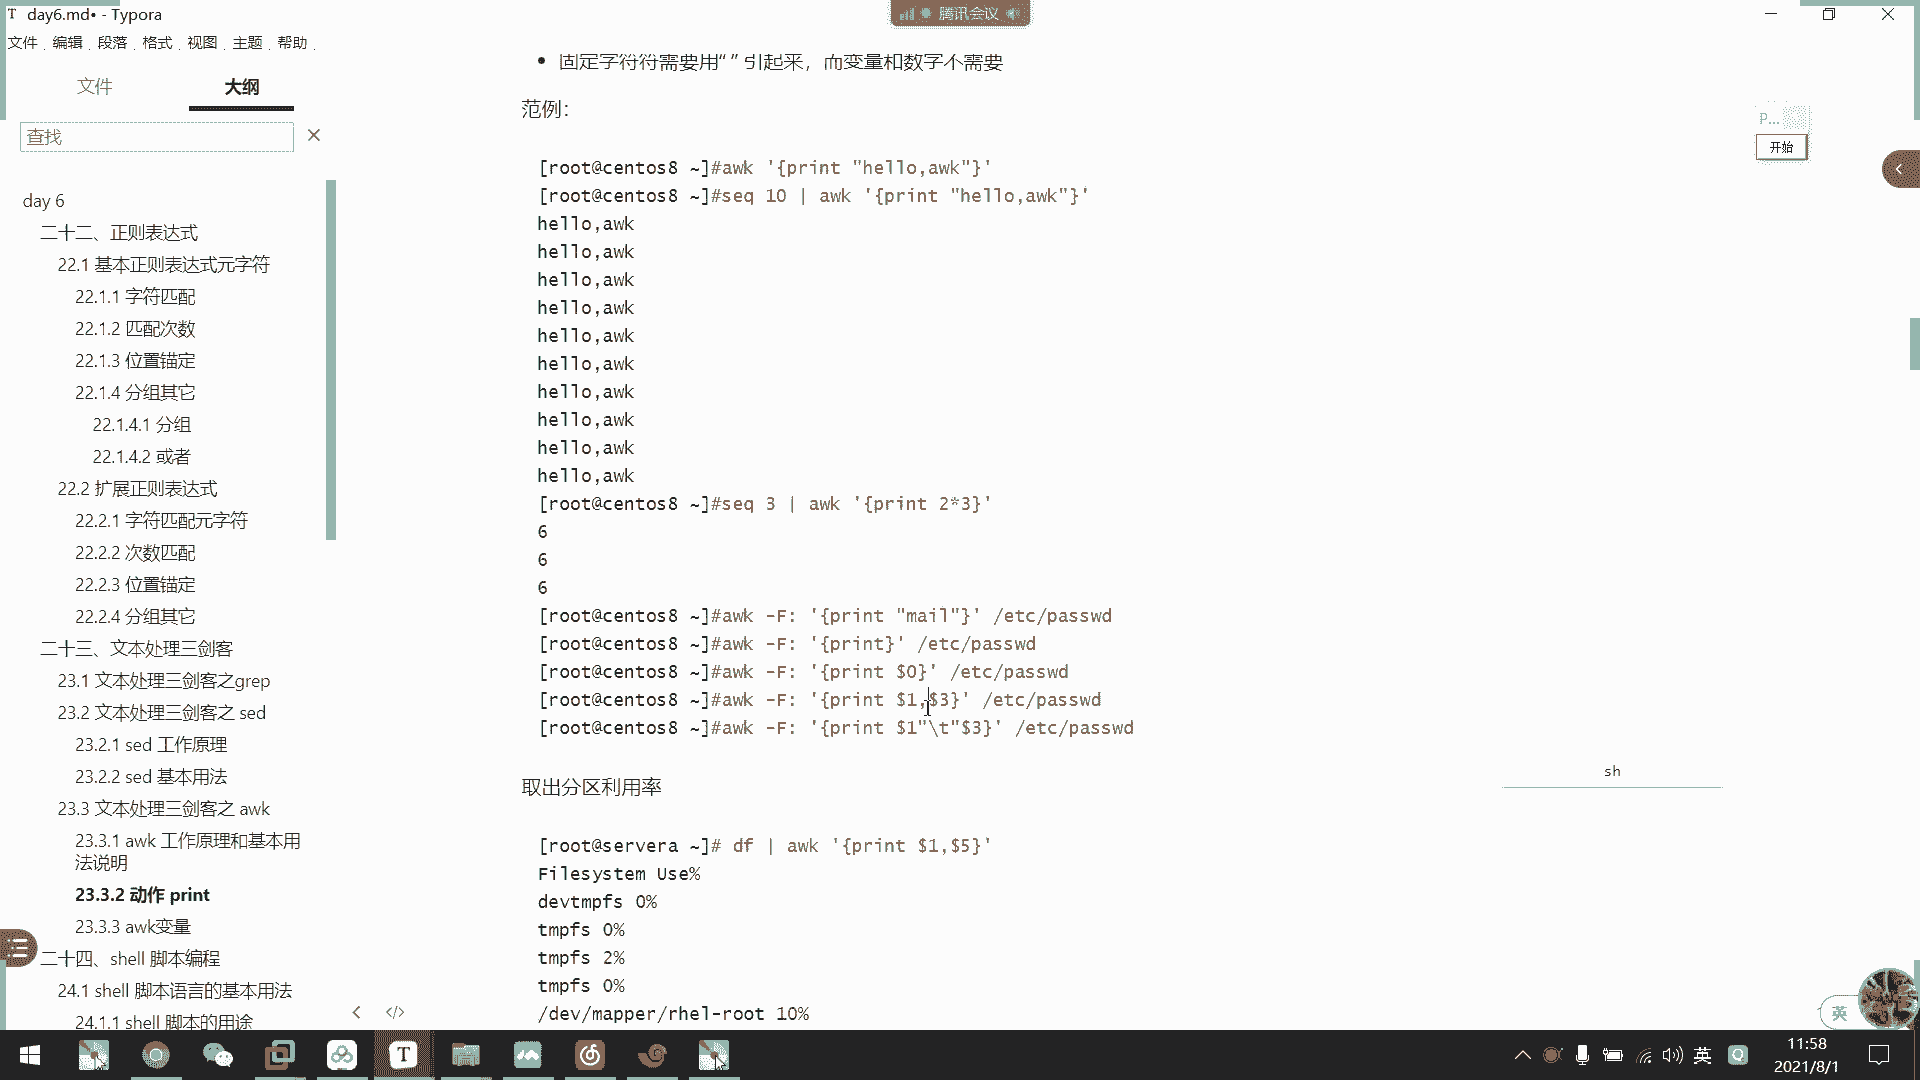 T day6.md• - Typora
腾讯会议
文件 编辑 段落 格式 视图 主题 帮助
文件 大纲
查找
day 6
二十二、正则表达式
22.1 基本正则表达式元字符
22.1.1 字符匹配
22.1.2 匹配次数
22.1.3 位置锚定
22.1.4 分组其它
22.1.4.1 分组
22.1.4.2 或者
22.2 扩展正则表达式
22.2.1 字符匹配元字符
22.2.2 次数匹配
22.2.3 位置锚定
22.2.4 分组其它
二十三、文本处理三剑客
23.1 文本处理三剑客之grep
23.2 文本处理三剑客之 sed
23.2.1 sed 工作原理
23.2.2 sed 基本用法
23.3 文本处理三剑客之 awk
23.3.1 awk 工作原理和基本用
法说明
23.3.2 动作 print
23.3.3 awk变量
二十四、shell 脚本编程
24.1 shell 脚本语言的基本用法
24.1.1 shell 脚本的用途
• 固定字符符需要用“ ” 引起来，而变量和数字不需要
范例：
[root@centos8 ~]#awk '{print "hello,awk"}'
[root@centos8 ~]#seq 10 | awk '{print "hello,awk"}'
hello,awk
hello,awk
hello,awk
hello,awk
hello,awk
hello,awk
hello,awk
hello,awk
hello,awk
hello,awk
[root@centos8 ~]#seq 3 | awk '{print 2*3}'
6
6
6
[root@centos8 ~]#awk -F: '{print "mail"}' /etc/passwd
[root@centos8 ~]#awk -F: '{print}' /etc/passwd
[root@centos8 ~]#awk -F: '{print $0}' /etc/passwd
[root@centos8 ~]#awk -F: '{print $1,$3}' /etc/passwd
[root@centos8 ~]#awk -F: '{print $1"\t"$3}' /etc/passwd
sh
取出分区利用率
[root@servera ~]# df | awk '{print $1,$5}'
Filesystem Use%
devtmpfs 0%
tmpfs 0%
tmpfs 2%
tmpfs 0%
/dev/mapper/rhel-root 10%
P...
开始
英
英
11:58
2021/8/1